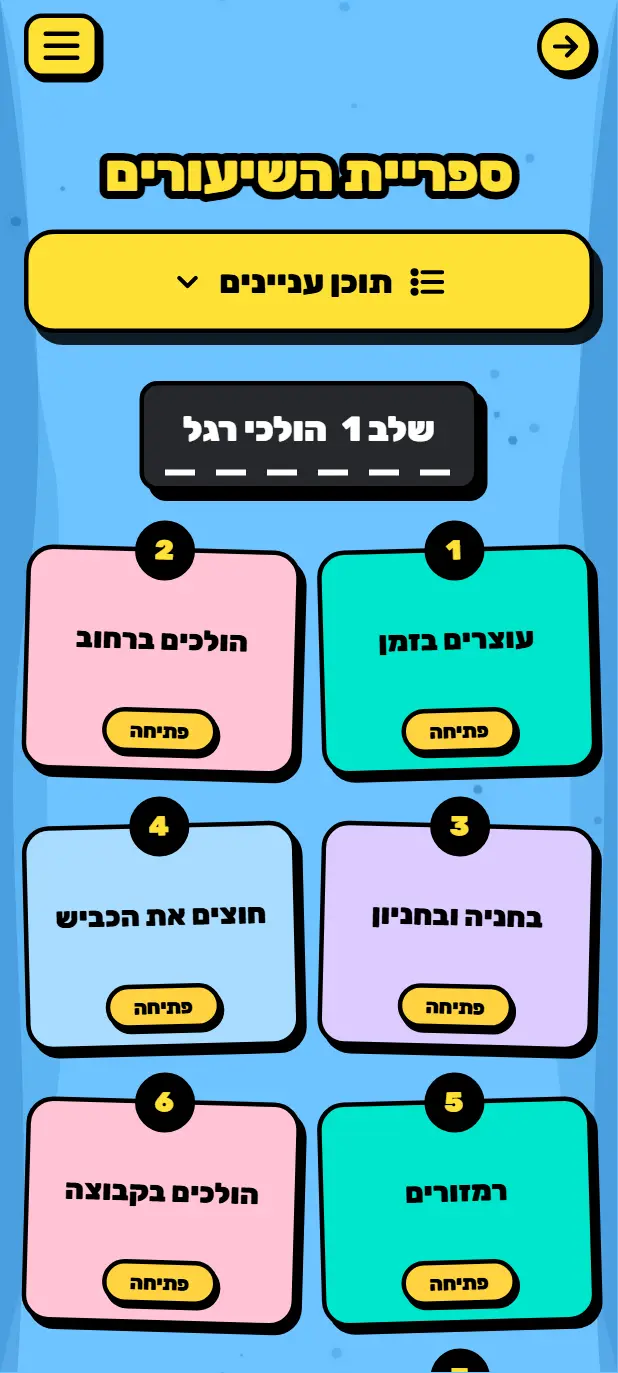 ספריית השיעורים
תוכן עניינים
שלב 1 הולכי רגל
1
עוצרים בזמן
פתיחה
2
הולכים ברחוב
פתיחה
3
בחניה ובחניון
פתיחה
4
חוצים את הכביש
פתיחה
5
רמזורים
פתיחה
6
הולכים בקבוצה
פתיחה